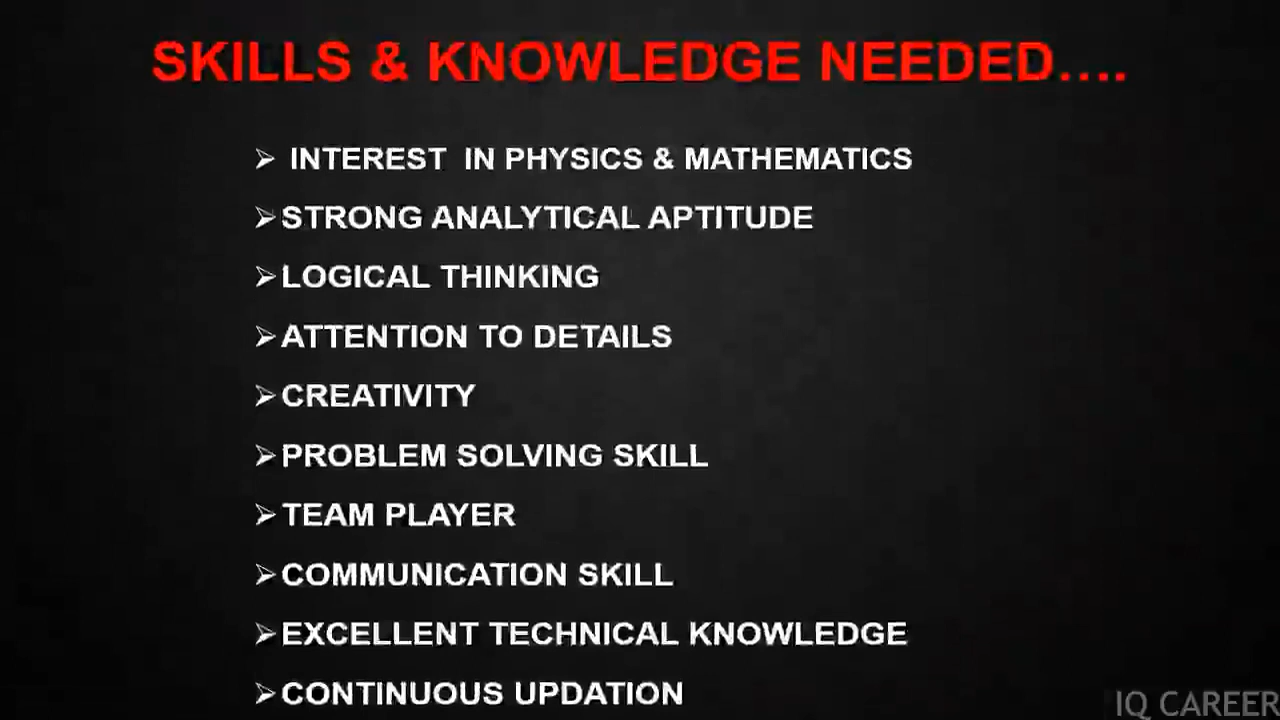 SKILLS & KNOWLEDGE NEEDED....
➢ INTEREST IN PHYSICS & MATHEMATICS
➢ STRONG ANALYTICAL APTITUDE
➢ LOGICAL THINKING
➢ ATTENTION TO DETAILS
➢ CREATIVITY
➢ PROBLEM SOLVING SKILL
➢ TEAM PLAYER
➢ COMMUNICATION SKILL
➢ EXCELLENT TECHNICAL KNOWLEDGE
➢ CONTINUOUS UPDATION
IQ CAREER